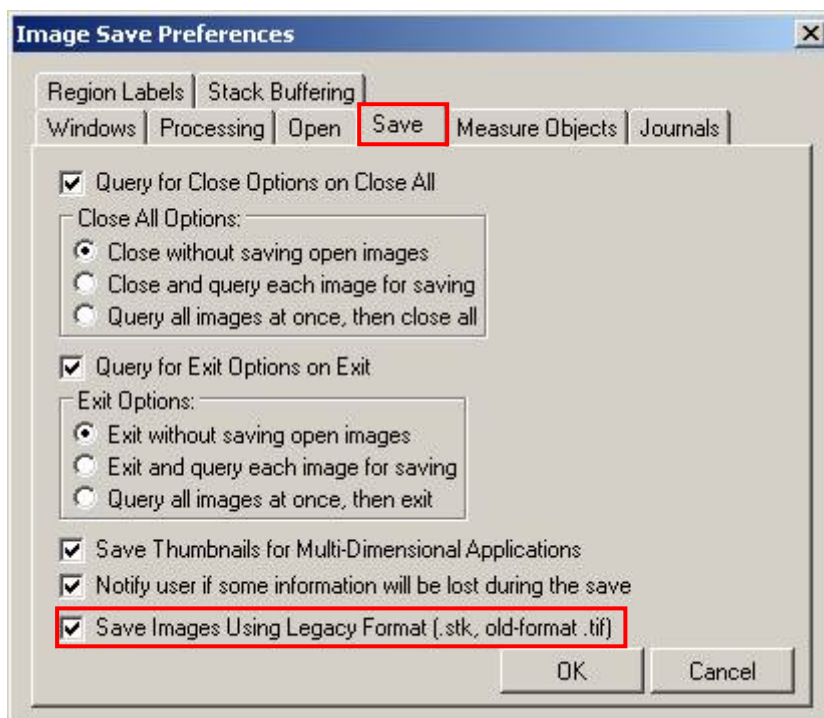 Image Save Preferences
Region Labels Stack Buffering
Windows Processing Open Save Measure Objects Journals
Query for Close Options on Close All
Close All Options:
Close without saving open images
Close and query each image for saving
Query all images at once, then close all
Query for Exit Options on Exit
Exit Options:
Exit without saving open images
Exit and query each image for saving
Query all images at once, then exit
Save Thumbnails for Multi-Dimensional Applications
Notify user if some information will be lost during the save
Save Images Using Legacy Format (.stk, old-format .tif)
OK Cancel